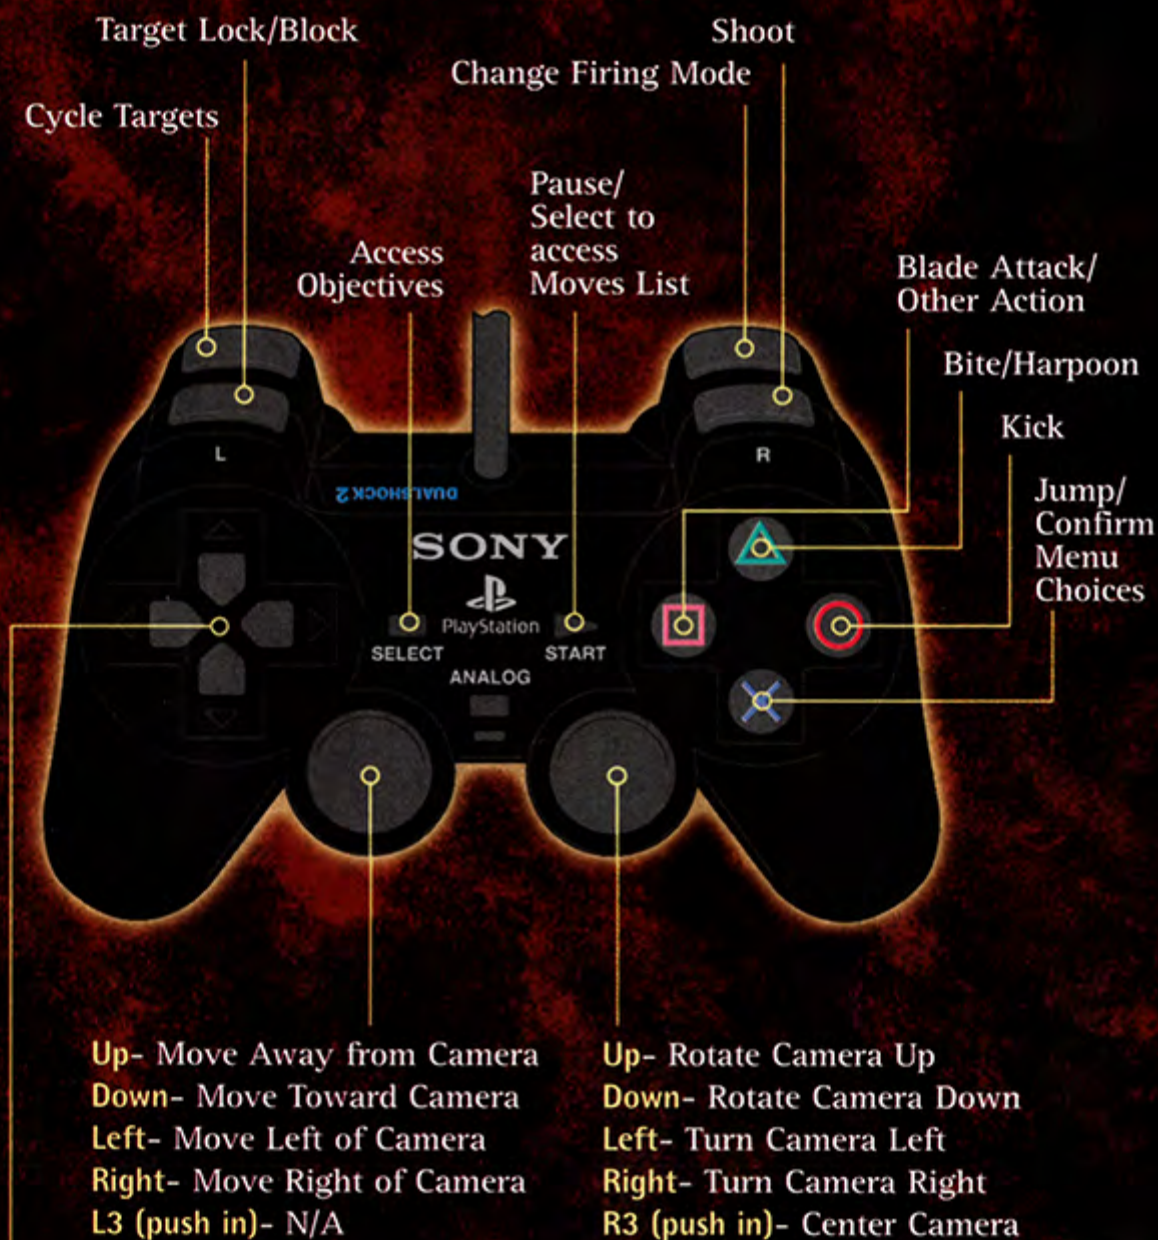 Target Lock/Block
Shoot
Change Firing Mode
Cycle Targets
Pause/
Select to
access
Moves List
Access
Objectives
Blade Attack/
Other Action
Bite/Harpoon
Kick
Jump/
Confirm
Menu
Choices
L
R
DUALSHOCK 2
SONY
PlayStation
SELECT
START
ANALOG
Up- Move Away from Camera
Down- Move Toward Camera
Left- Move Left of Camera
Right- Move Right of Camera
L3 (push in)- N/A
Up- Rotate Camera Up
Down- Rotate Camera Down
Left- Turn Camera Left
Right- Turn Camera Right
R3 (push in)- Center Camera